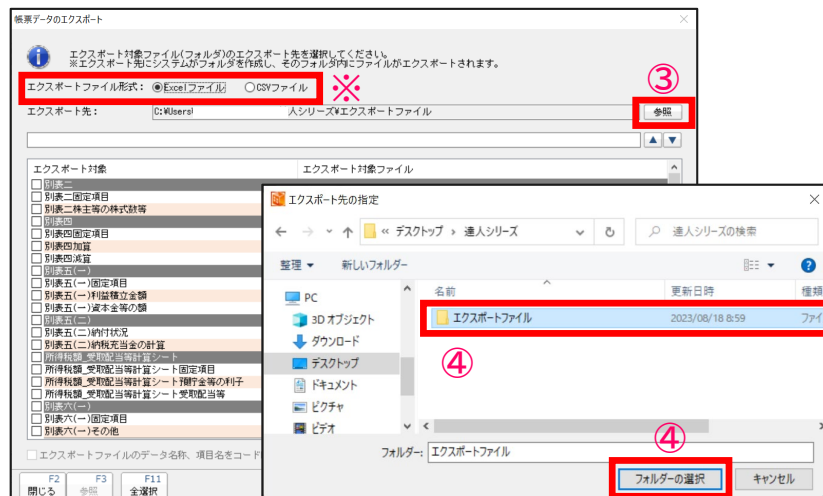 帳票データのエクスポート
エクスポート対象ファイル(フォルダ)のエクスポート先を選択してください。
※エクスポート先にシステムがフォルダを作成し、そのフォルダ内にファイルがエクスポートされます。
エクスポートファイル形式： Excelファイル CSVファイル ※
③
エクスポート先： C:¥Users¥ 人シリーズ¥エクスポートファイル 参照
エクスポート対象 エクスポート対象ファイル
別表二
別表二固定項目
別表二株主等の株式数等
別表四
別表四固定項目
別表四加算
別表四減算
別表五(一)
別表五(一)固定項目
別表五(一)利益積立金額
別表五(一)資本金等の額
別表五(二)
別表五(二)納付状況
別表五(二)納税充当金の計算
所得税額_受取配当等計算シート
所得税額_受取配当等計算シート固定項目
所得税額_受取配当等計算シート預貯金等の利子
所得税額_受取配当等計算シート受取配当等
別表六(一)
別表六(一)固定項目
別表六(一)その他
エクスポートファイルのデータ名称、項目名をコード
F2 F3 F11
閉じる 参照 全選択
エクスポート先の指定
« デスクトップ › 達人シリーズ 達人シリーズの検索
整理 新しいフォルダー
名前 更新日時 種類
エクスポートファイル 2023/08/18 8:59 ファイ
④
PC
3D オブジェクト
ダウンロード
デスクトップ
ドキュメント
ピクチャ
ビデオ
④
フォルダー: エクスポートファイル
フォルダーの選択 キャンセル